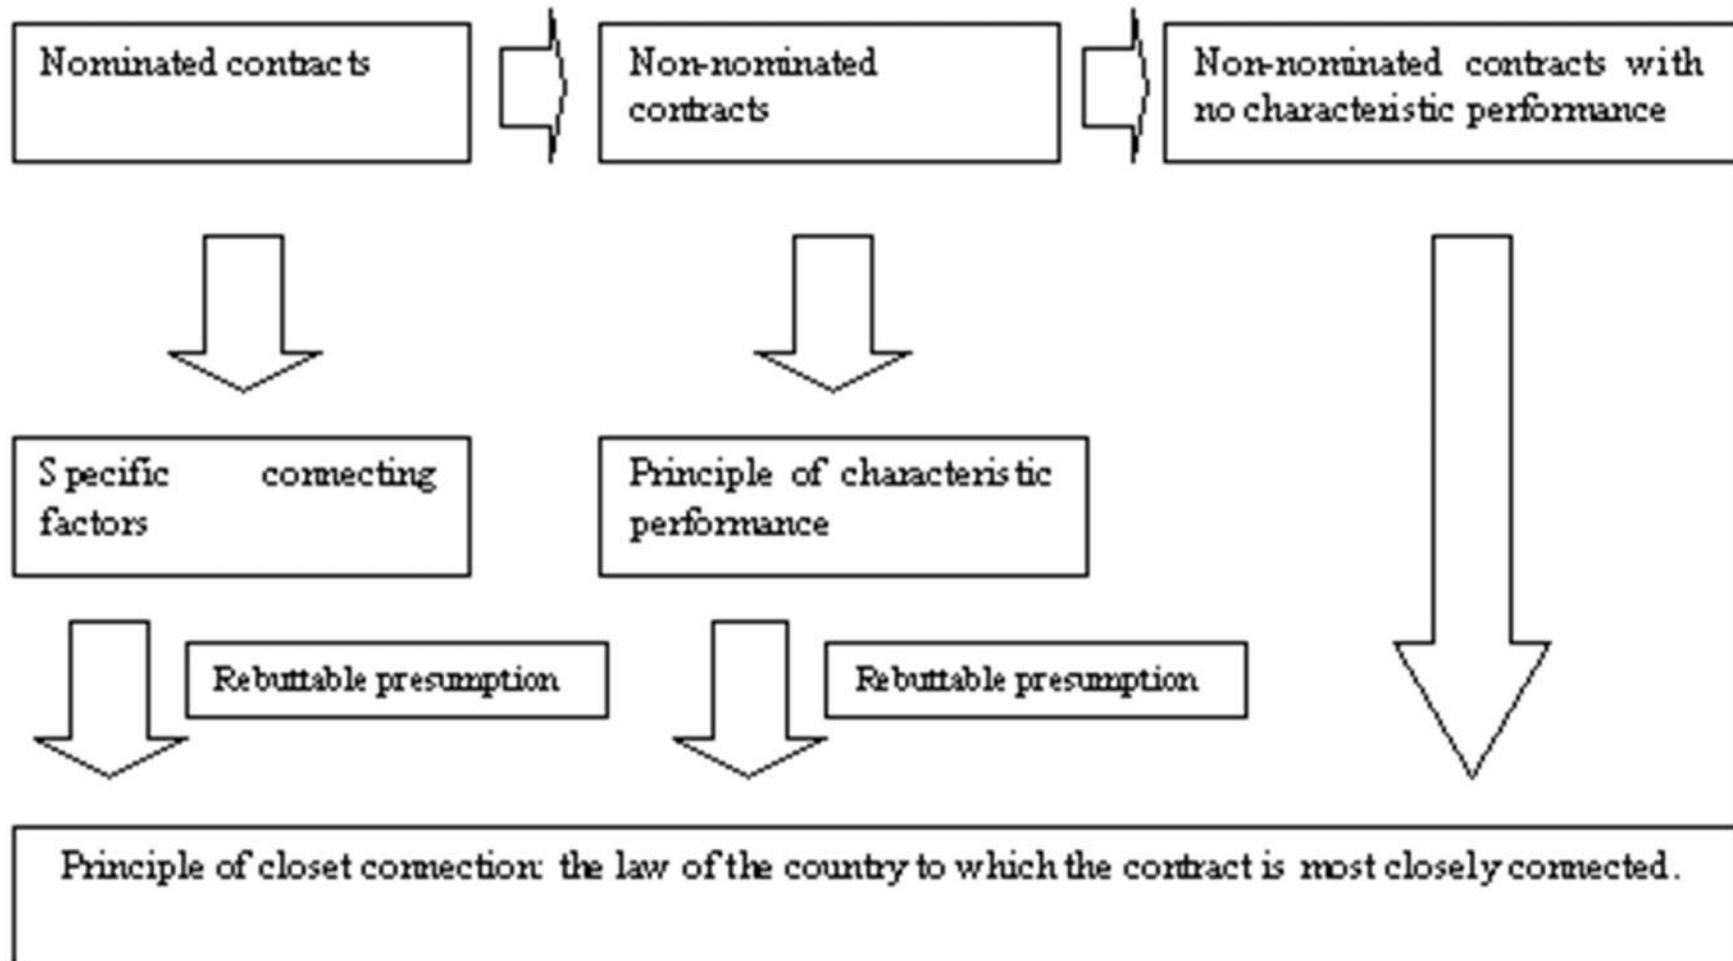 Nominated contracts
Non-nominated
contracts
Non-nominated contracts with
no characteristic performance
Specific connecting
factors
Principle of characteristic
performance
Rebuttable presumption
Rebuttable presumption
Principle of closet connection: the law of the country to which the contract is most closely connected.